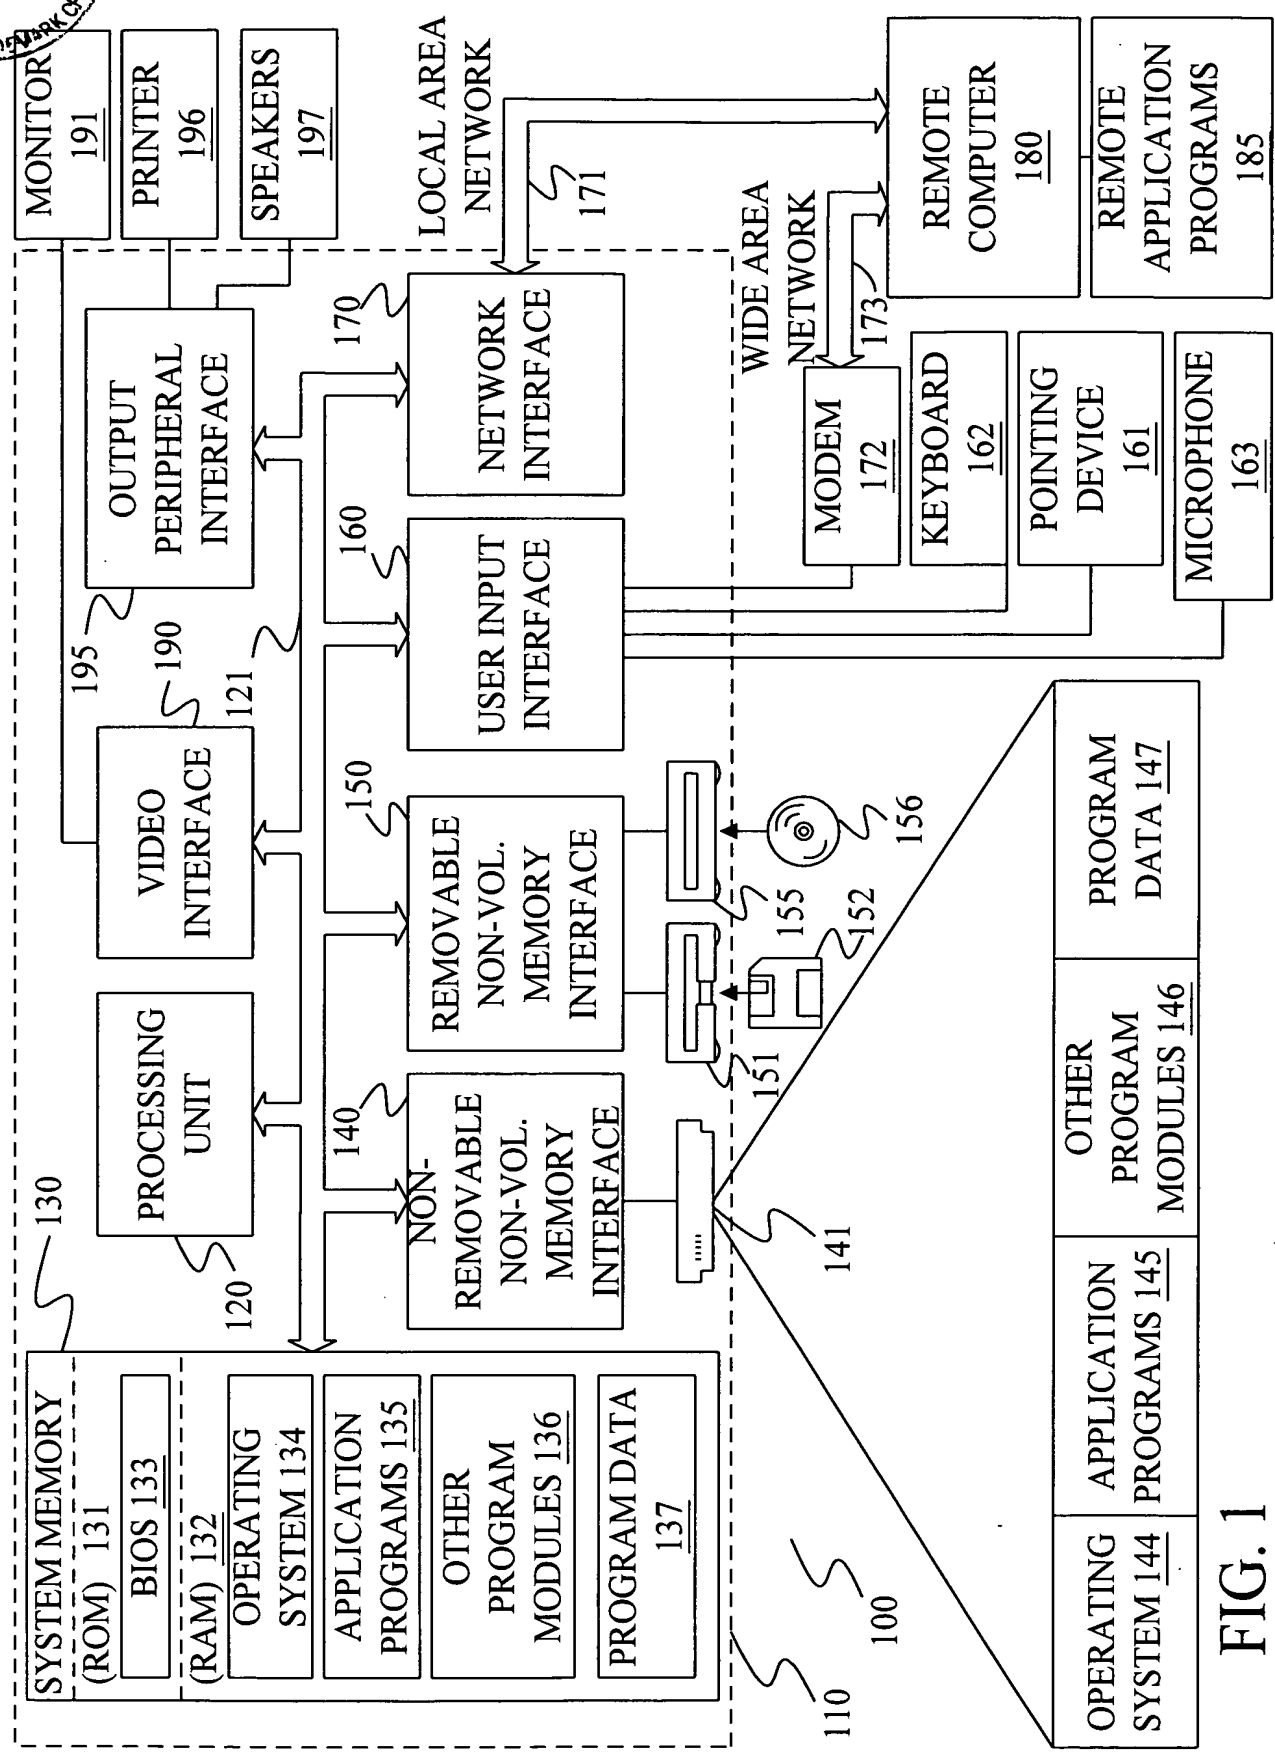 SYSTEM MEMORY
(ROM) 131
BIOS 133
(RAM) 132
OPERATING
SYSTEM 134
APPLICATION
PROGRAMS 135
OTHER
PROGRAM
MODULES 136
PROGRAM DATA
137
130
PROCESSING
UNIT
120
VIDEO
INTERFACE
190
OUTPUT
PERIPHERAL
INTERFACE
195
121
MONITOR
191
PRINTER
196
SPEAKERS
197
140
NON-
REMOVABLE
NON-VOL.
MEMORY
INTERFACE
150
REMOVABLE
NON-VOL.
MEMORY
INTERFACE
160
USER INPUT
INTERFACE
170
NETWORK
INTERFACE
LOCAL AREA
NETWORK
171
WIDE AREA
NETWORK
173
141
151
152
155
156
MODEM
172
KEYBOARD
162
POINTING
DEVICE
161
MICROPHONE
163
REMOTE
COMPUTER
180
REMOTE
APPLICATION
PROGRAMS
185
110
100
OPERATING
SYSTEM 144
APPLICATION
PROGRAMS 145
OTHER
PROGRAM
MODULES 146
PROGRAM
DATA 147
FIG. 1